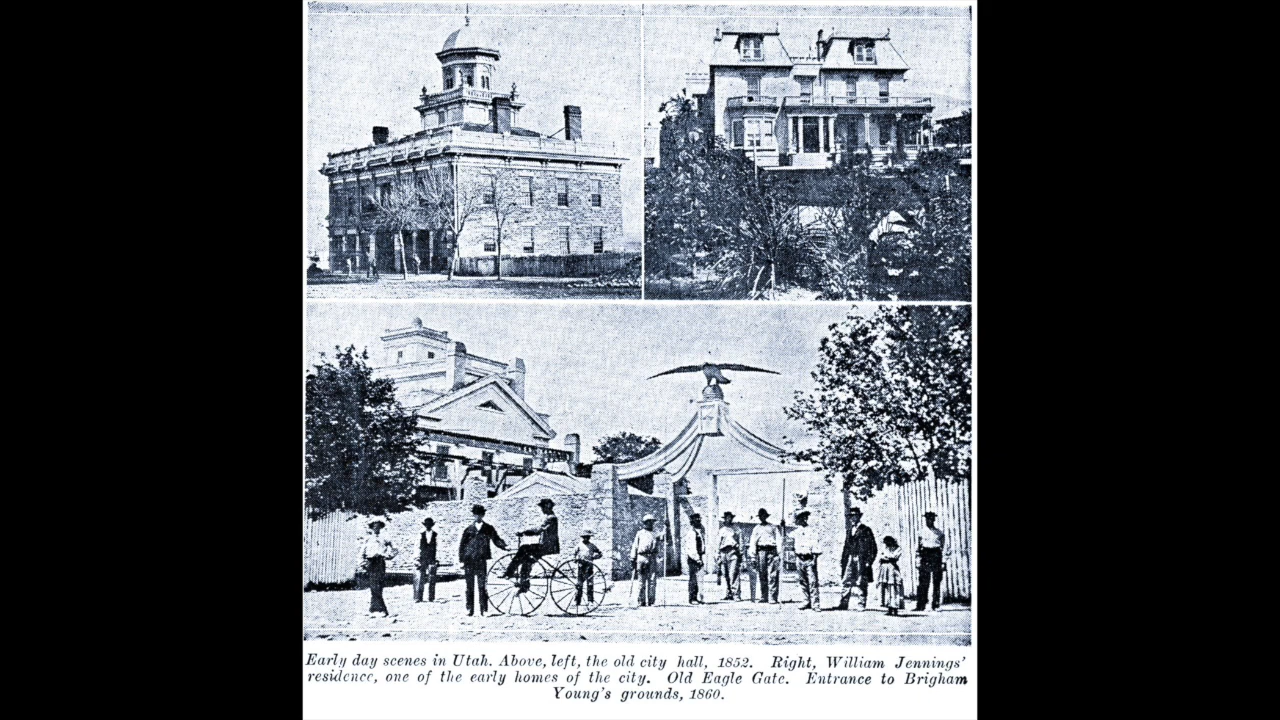 Early day scenes in Utah. Above, left, the old city hall, 1852. Right, William Jennings'
residence, one of the early homes of the city. Old Eagle Gate. Entrance to Brigham
Young's grounds, 1860.